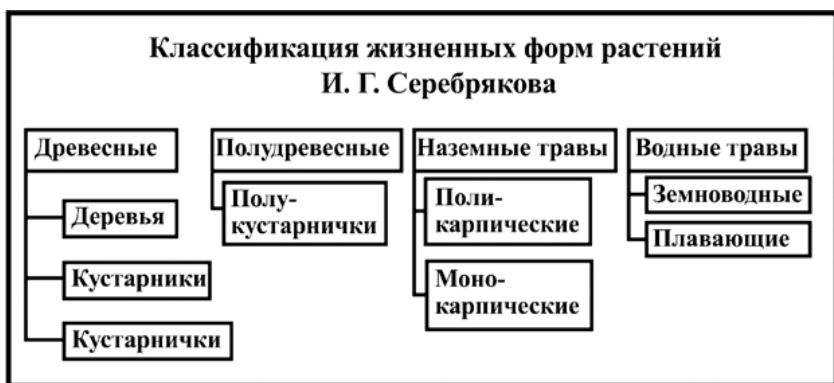 Классификация жизненных форм растений
И. Г. Серебрякова
Древесные
Деревья
Кустарники
Кустарнички
Полудревесные
Полу-
кустарнички
Наземные травы
Поли-
карпические
Моно-
карпические
Водные травы
Земноводные
Плавающие